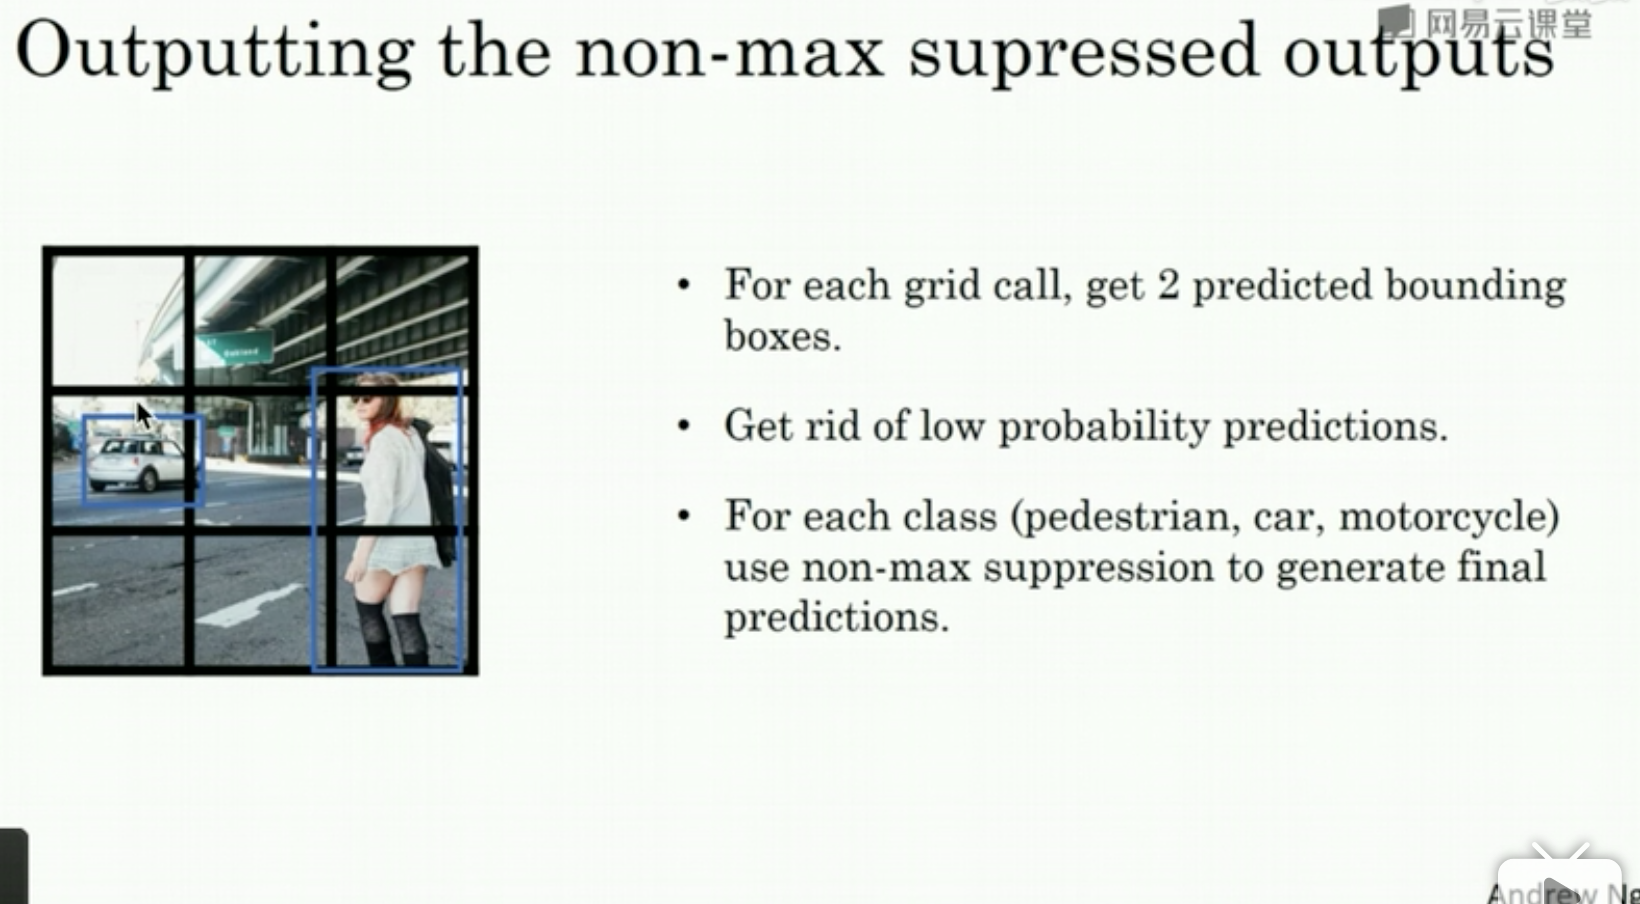 Outputting the non-max supressed outputs
网易云课堂
Oakland
• For each grid call, get 2 predicted bounding
boxes.
• Get rid of low probability predictions.
• For each class (pedestrian, car, motorcycle)
use non-max suppression to generate final
predictions.
Andrew Ng